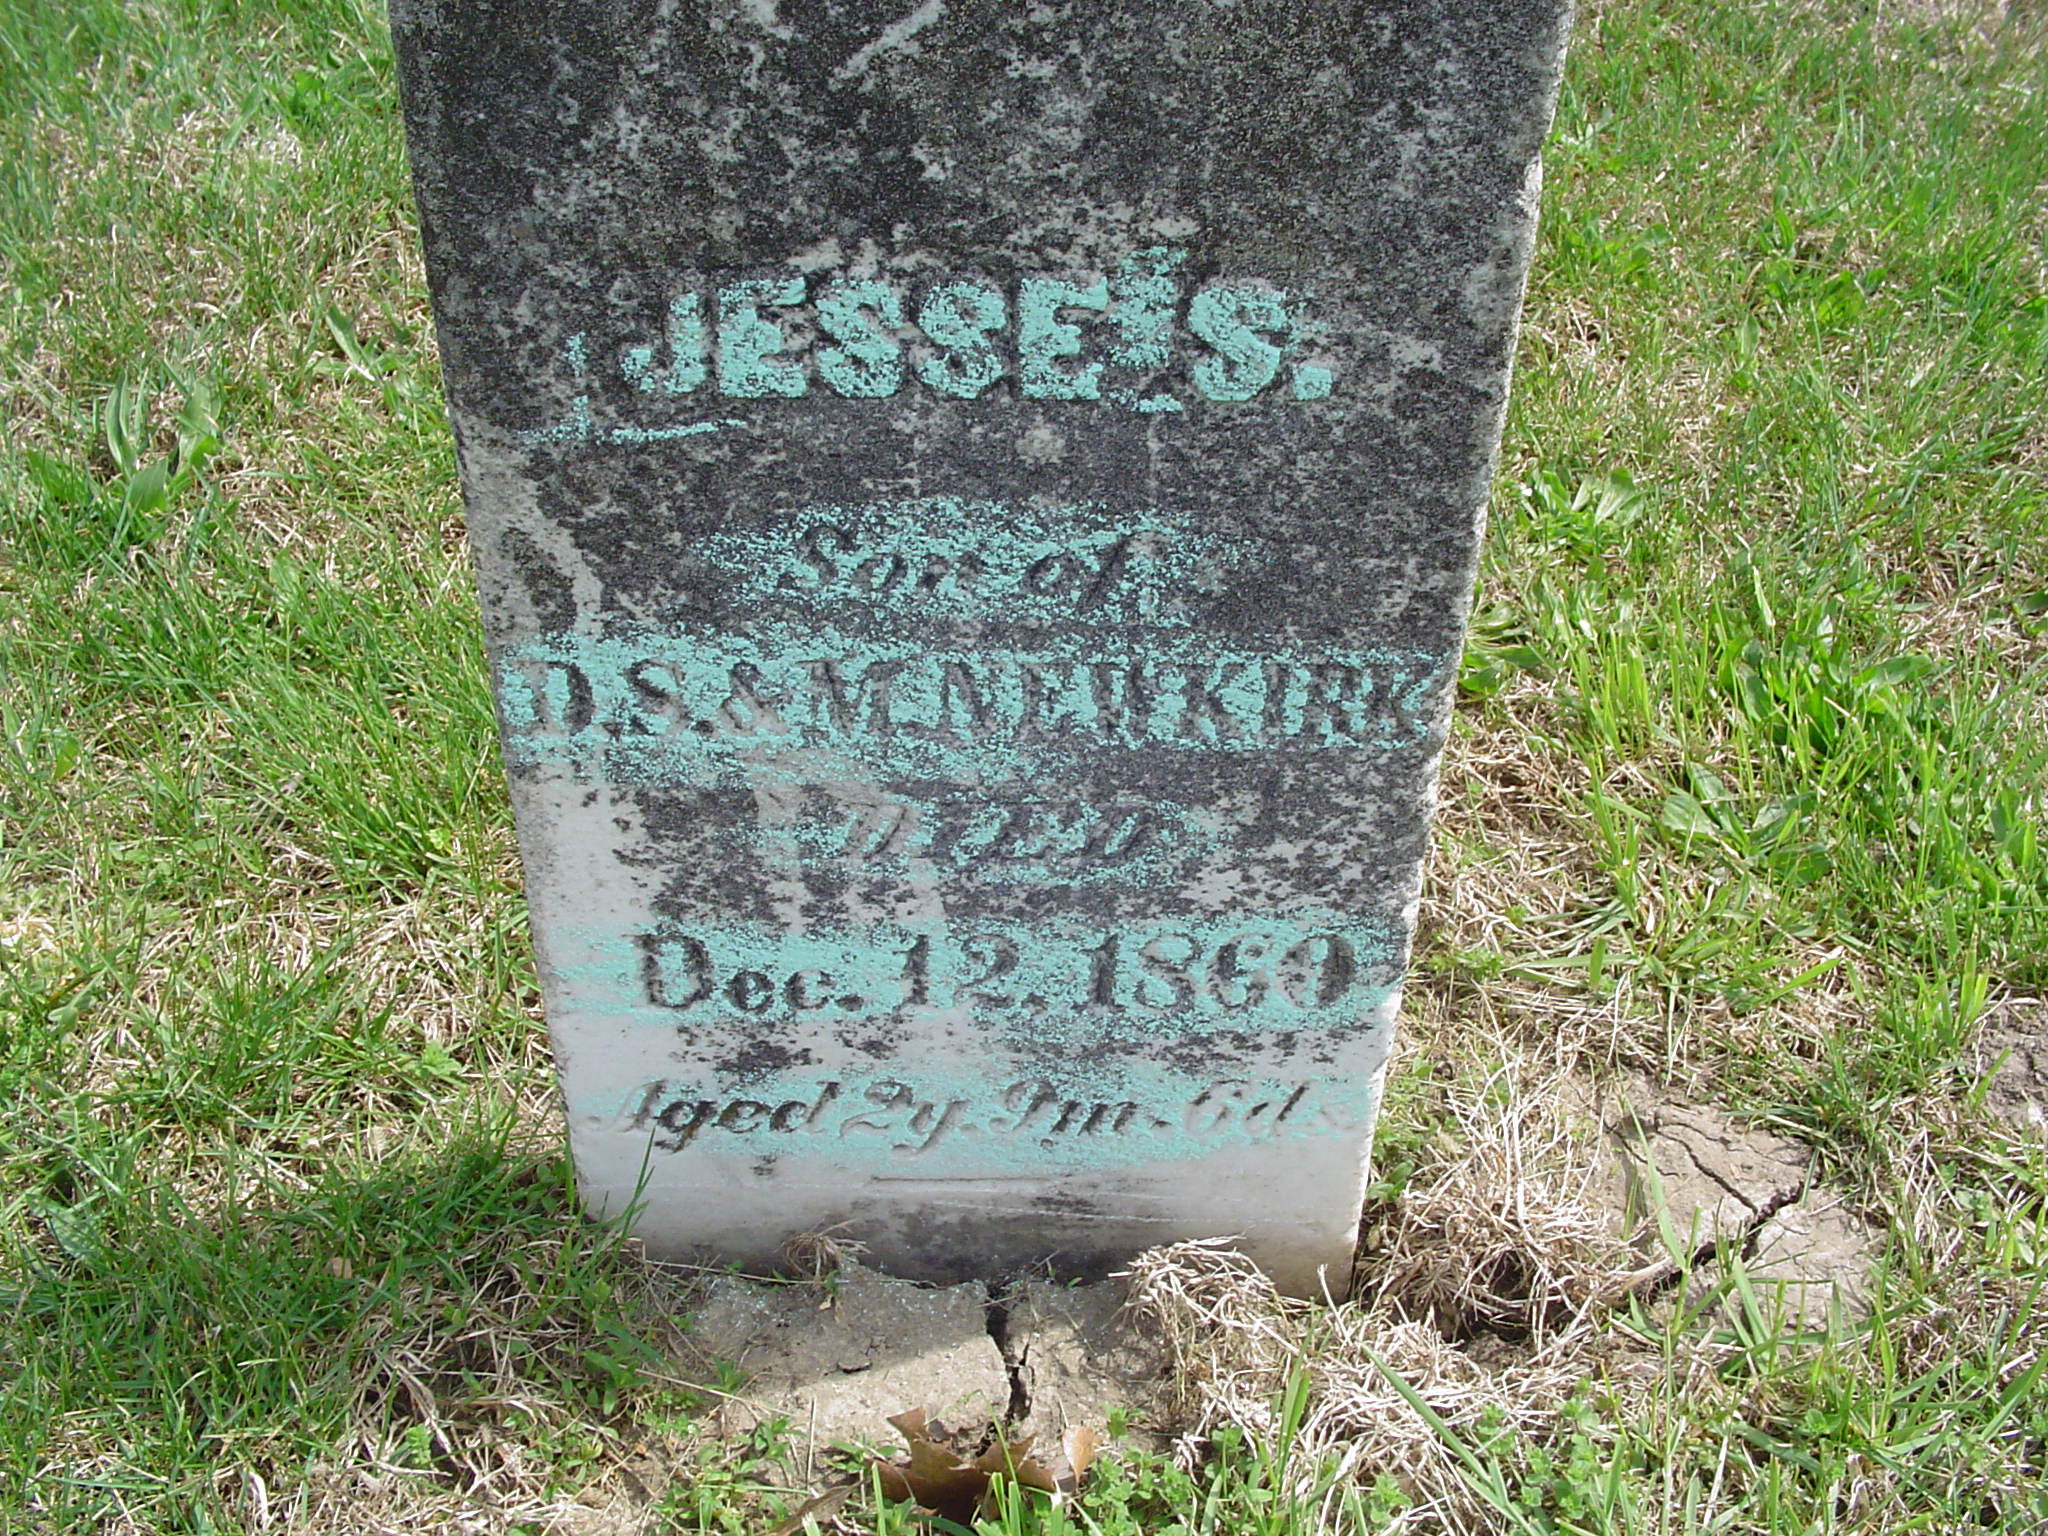 JESSE S.
Son of
D. S. & M. NEWKIRK
DIED
Dec. 12, 1860
Aged 2y. 9m. 6ds